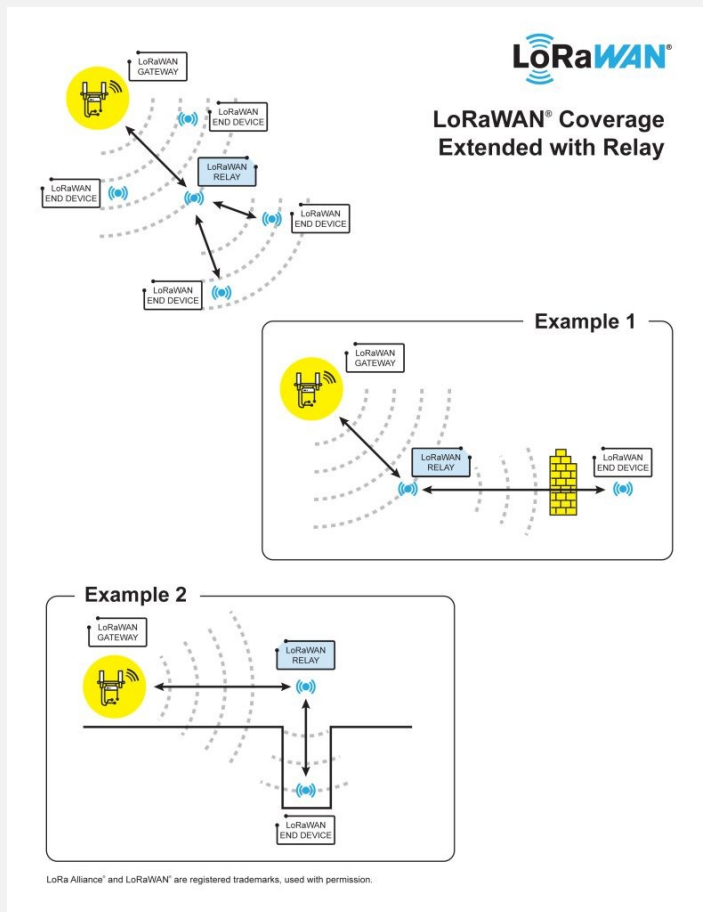 LoRaWAN®
LoRaWAN® Coverage
Extended with Relay
LoRaWAN
GATEWAY
LoRaWAN
END DEVICE
LoRaWAN
RELAY
LoRaWAN
END DEVICE
LoRaWAN
END DEVICE
LoRaWAN
END DEVICE
Example 1
LoRaWAN
GATEWAY
LoRaWAN
RELAY
LoRaWAN
END DEVICE
Example 2
LoRaWAN
GATEWAY
LoRaWAN
RELAY
LoRaWAN
END DEVICE
LoRa Alliance® and LoRaWAN® are registered trademarks, used with permission.